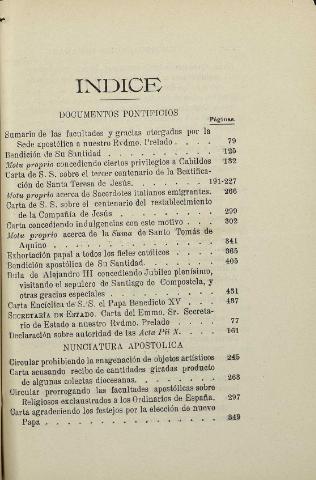 INDICE
DOCUMENTOS PONTIFICIOS
Páginas.
Sumario de las facultades y gracias otorgadas por la
Sede apostólica a nuestro Rvdmo. Prelado . . . . 79
Bendición de Su Santidad . . . . . . . . . . 125
Motu proprio concediendo ciertos privilegios a Cabildos 132
Carta de S. S. sobre el tercer centenario de la Beatifica-
ción de Santa Teresa de Jesús. . . . . . . . 191-227
Motu proprio acerca de Sacerdotes italianos emigrantes. 266
Carta de S. S. sobre el centenario del restablecimiento
de la Compañía de Jesús . . . . . . . . . 299
Carta concediendo indulgencias con este motivo . . . 302
Motu proprio acerca de la Suma de Santo Tomás de
Aquino . . . . . . . . . . . . . 341
Exhortación papal a todos los fieles católicos . . . . 365
Bendición apostólica de Su Santidad. . . . . . . 405
Bula de Alejandro III concediendo Jubileo plenísimo,
visitando el sepulcro de Santiago de Compostela, y
otras gracias especiales . . . . . . . . . 451
Carta Encíclica de S. S. el Papa Benedicto XV . . . . 487
SECRETARÍA DE ESTADO. Carta del Emmo. Sr. Secreta-
rio de Estado a nuestro Rvdmo. Prelado . . . . 77
Declaración sobre autoridad de las Acta PH X. . . . 161
NUNCIATURA APOSTOLICA
Circular prohibiendo la enagenación de objetos artísticos 245
Carta acusando recibo de cantidades giradas producto
de algunas colectas diocesanas. . . . . . . . 263
Circular prorrogando las facultades apostólicas sobre
Religiosos exclaustrados a los Ordinarios de España. 297
Carta agradeciendo los festejos por la elección de nuevo
Papa . . . . . . . . . . . . . . 349